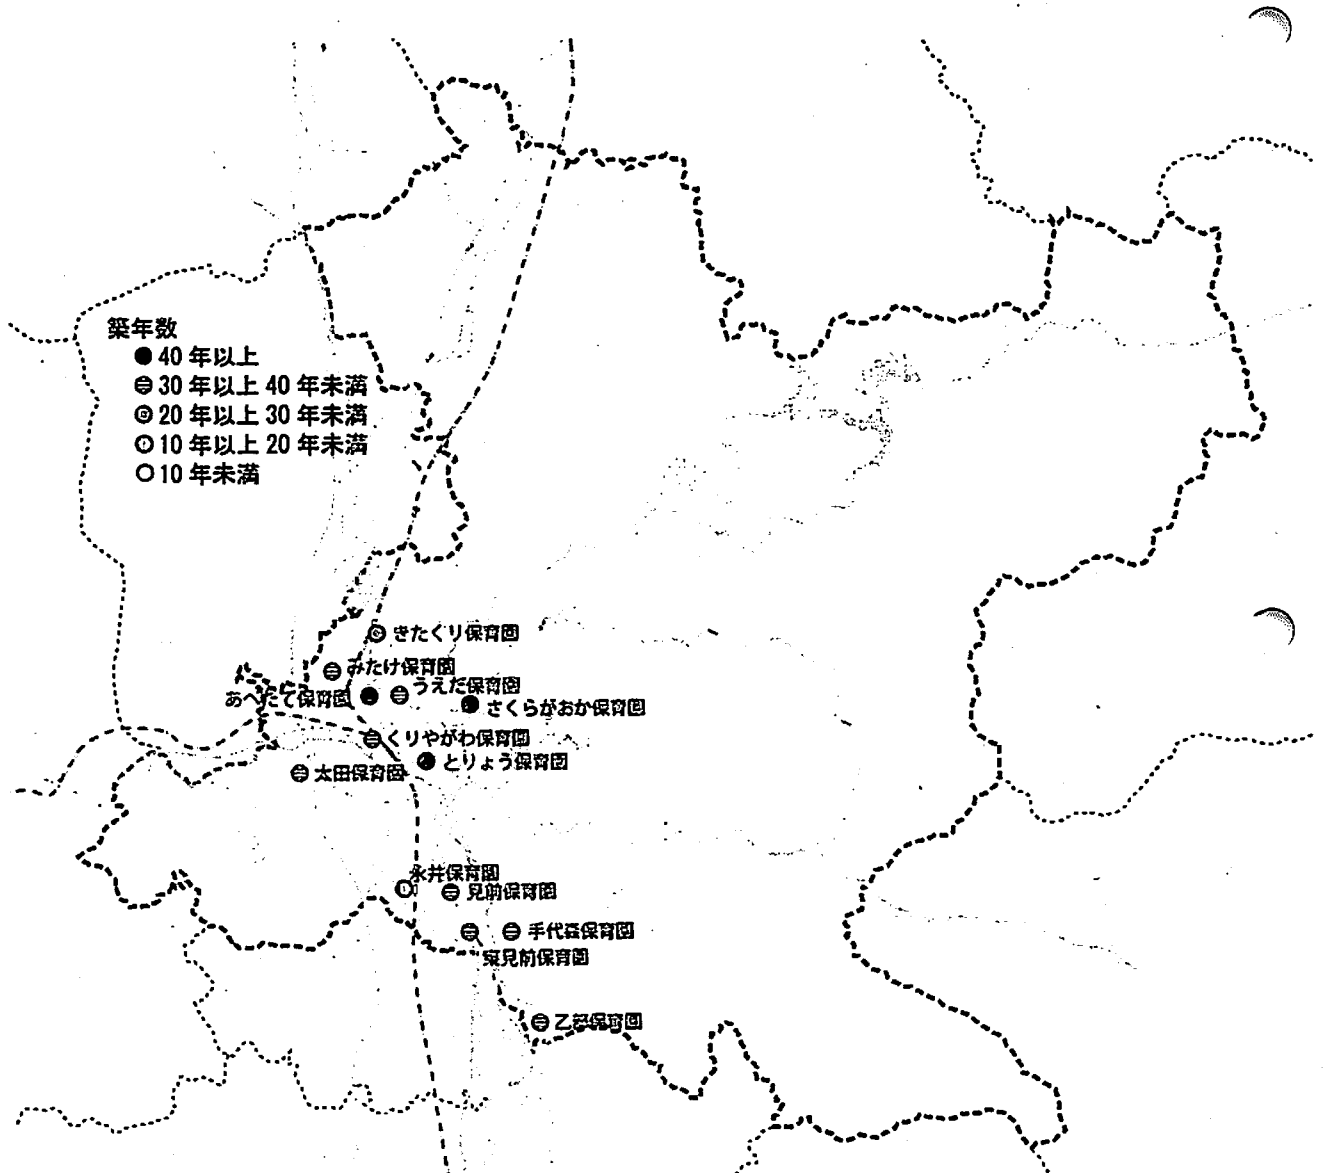 築年数
40年以上
30年以上40年未満
20年以上30年未満
10年以上20年未満
10年未満
きたくり保育園
みたけ保育園
うえだ保育園
あべたて保育園
さくらがおか保育園
くりやがわ保育園
とりょう保育園
太田保育園
永井保育園
見前保育園
手代森保育園
東見前保育園
乙部保育園